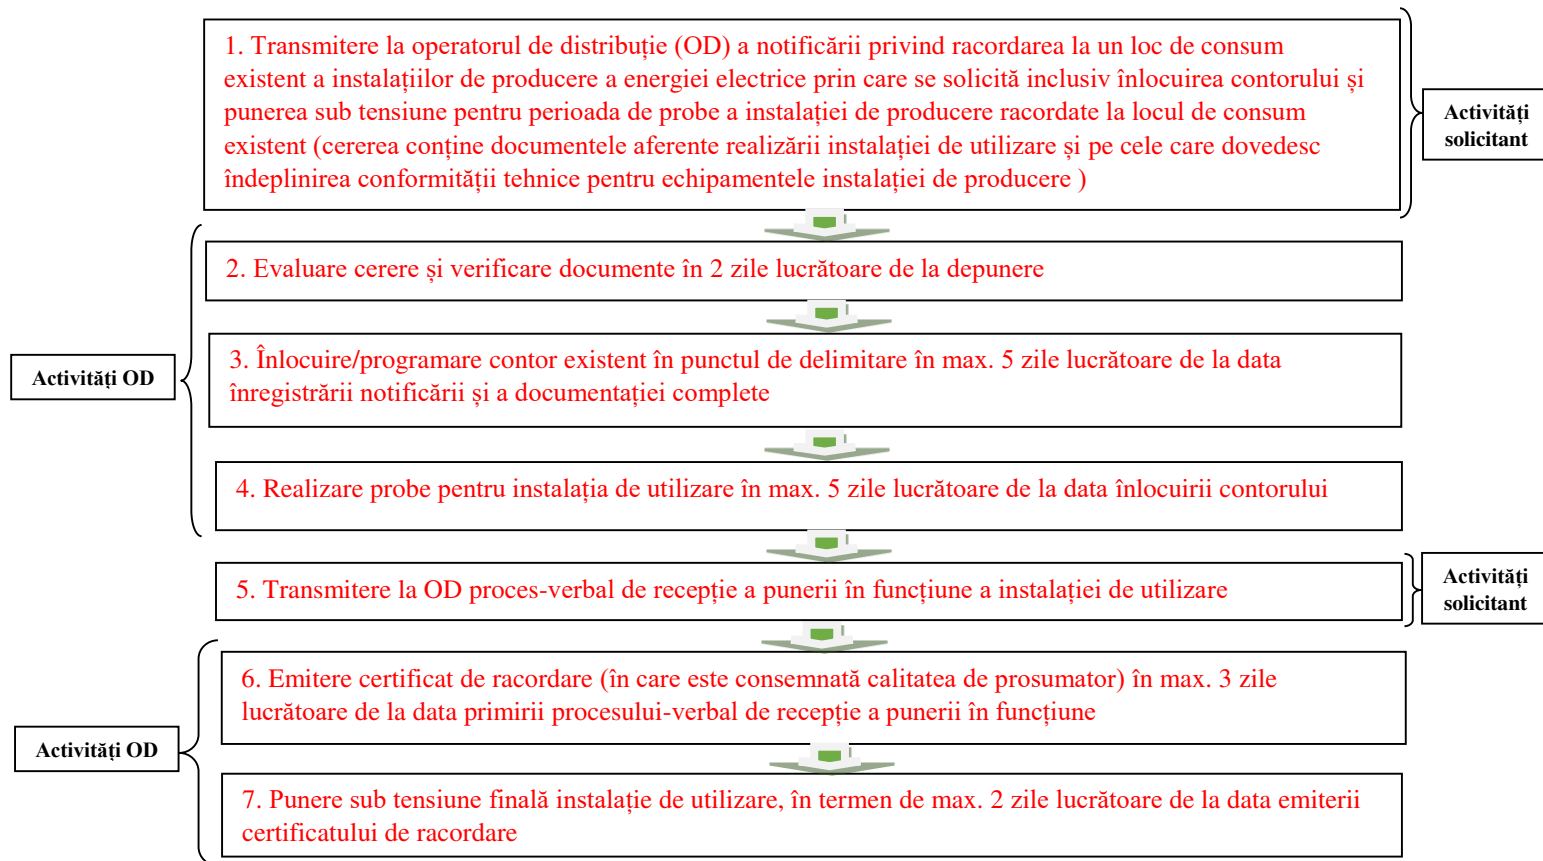 1. Transmitere la operatorul de distribuție (OD) a notificării privind racordarea la un loc de consum
existent a instalațiilor de producere a energiei electrice prin care se solicită inclusiv înlocuirea contorului și
punerea sub tensiune pentru perioada de probe a instalației de producere racordate la locul de consum
existent (cererea conține documentele aferente realizării instalației de utilizare și pe cele care dovedesc
îndeplinirea conformității tehnice pentru echipamentele instalației de producere )
Activități
solicitant
2. Evaluare cerere și verificare documente în 2 zile lucrătoare de la depunere
Activități OD
3. Înlocuire/programare contor existent în punctul de delimitare în max. 5 zile lucrătoare de la data
înregistrării notificării și a documentației complete
4. Realizare probe pentru instalația de utilizare în max. 5 zile lucrătoare de la data înlocuirii contorului
5. Transmitere la OD proces-verbal de recepție a punerii în funcțiune a instalației de utilizare
Activități
solicitant
6. Emitere certificat de racordare (în care este consemnată calitatea de prosumator) în max. 3 zile
lucrătoare de la data primirii procesului-verbal de recepție a punerii în funcțiune
Activități OD
7. Punere sub tensiune finală instalație de utilizare, în termen de max. 2 zile lucrătoare de la data emiterii
certificatului de racordare